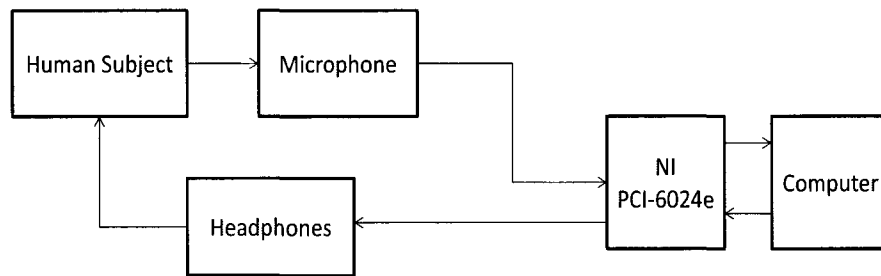 Human Subject
Microphone
NI
PCI-6024e
Computer
Headphones